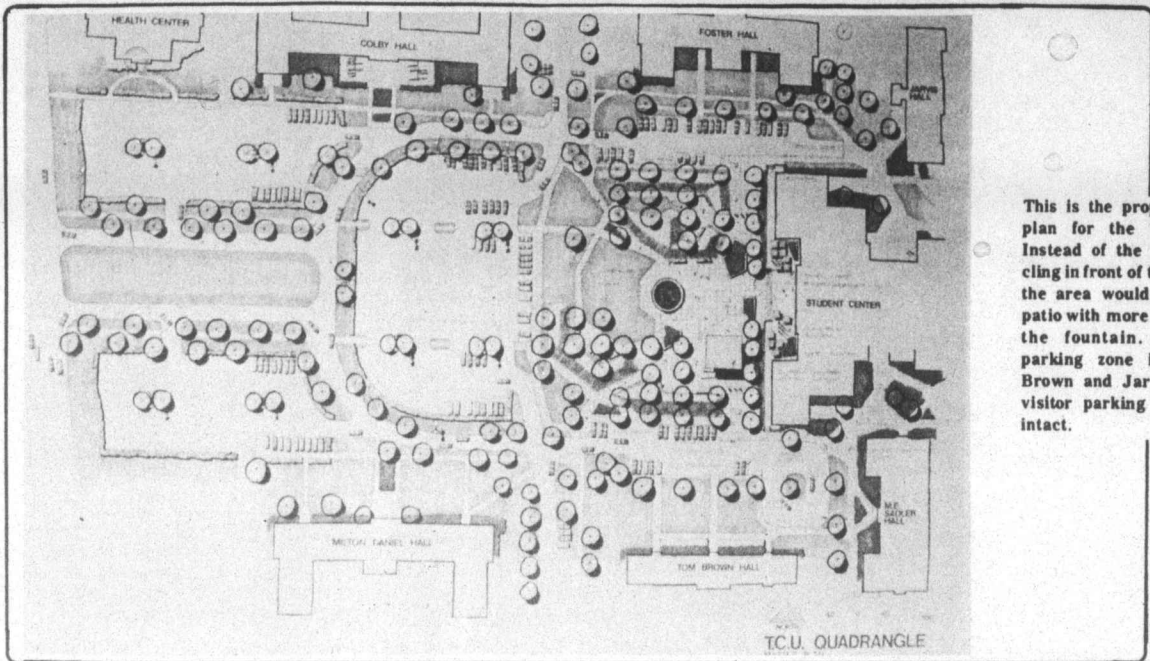 HEALTH CENTER
COLBY HALL
FOSTER HALL
JARVIS
HALL
STUDENT CENTER
M.E.
SADLER
HALL
MILTON DANIEL HALL
TOM BROWN HALL
T.C.U. QUADRANGLE
This is the prop
plan for the
Instead of the
cling in front of t
the area would
patio with more
the fountain.
parking zone i
Brown and Jar
visitor parking
intact.